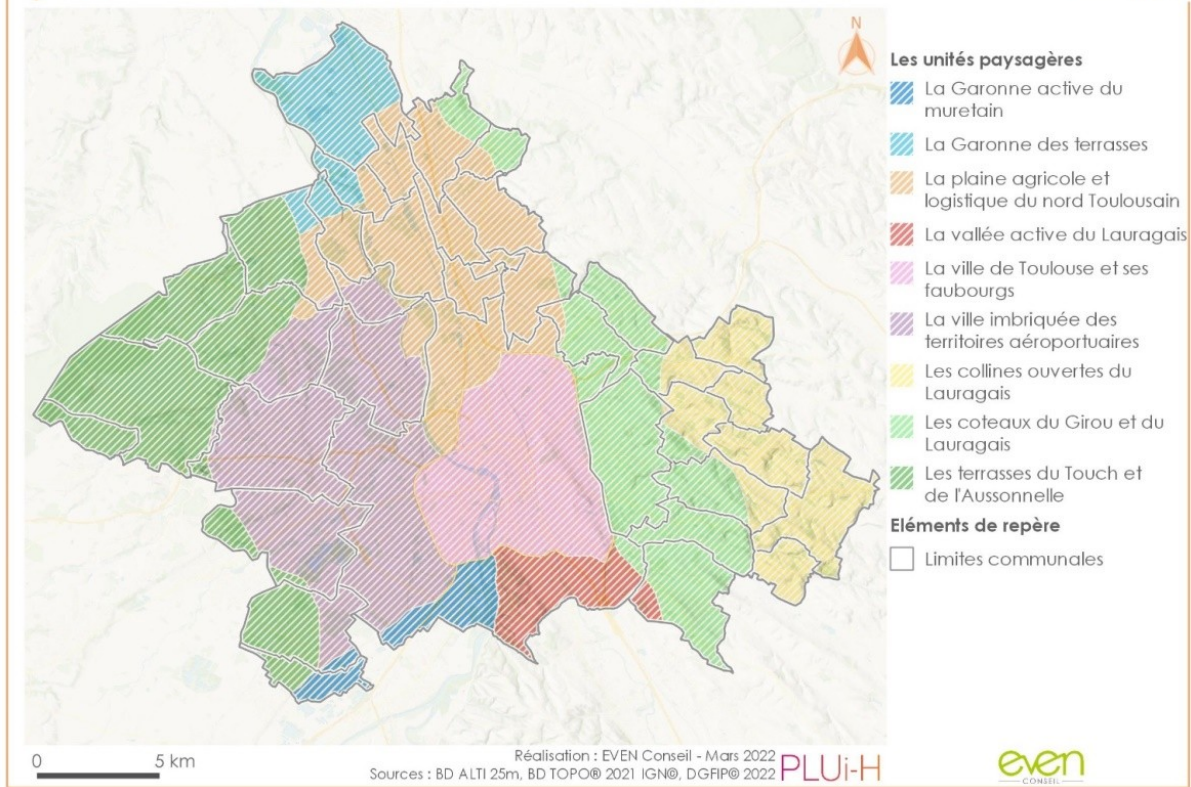 N
Les unités paysagères
La Garonne active du
muretain
La Garonne des terrasses
La plaine agricole et
logistique du nord Toulousain
La vallée active du Lauragais
La ville de Toulouse et ses
faubourgs
La ville imbriquée des
territoires aéroportuaires
Les collines ouvertes du
Lauragais
Les coteaux du Girou et du
Lauragais
Les terrasses du Touch et
de l'Aussonnelle
Eléments de repère
Limites communales
0 5 km
Réalisation : EVEN Conseil - Mars 2022
Sources : BD ALTI 25m, BD TOPO® 2021 IGN©, DGFIP© 2022
PLUi-H
even
CONSEIL